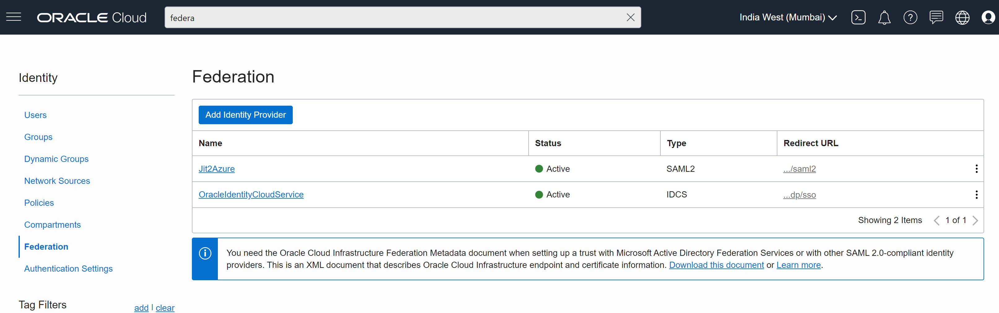 ORACLE Cloud
federa
India West (Mumbai)
Identity
Users
Groups
Dynamic Groups
Network Sources
Policies
Compartments
Federation
Authentication Settings
Tag Filters
add | clear
Federation
Add Identity Provider
Name Status Type Redirect URL
Jit2Azure Active SAML2 .../saml2
OracleIdentityCloudService Active IDCS ...dp/sso
Showing 2 Items 1 of 1
You need the Oracle Cloud Infrastructure Federation Metadata document when setting up a trust with Microsoft Active Directory Federation Services or with other SAML 2.0-compliant identity
providers. This is an XML document that describes Oracle Cloud Infrastructure endpoint and certificate information. Download this document or Learn more.